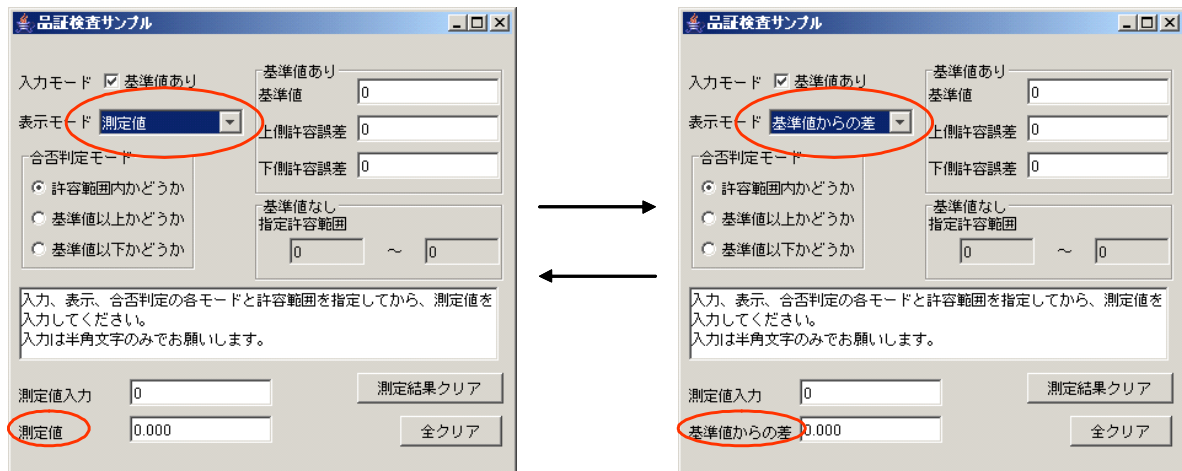 品証検査サンプル
入力モード 基準値あり
表示モード 測定値
合否判定モード
許容範囲内かどうか
基準値以上かどうか
基準値以下かどうか
基準値あり
基準値 0
上側許容誤差 0
下側許容誤差 0
基準値なし
指定許容範囲
0 ～ 0
入力、表示、合否判定の各モードと許容範囲を指定してから、測定値を
入力してください。
入力は半角文字のみでお願いします。
測定値入力 0
測定結果クリア
測定値 0.000
全クリア
品証検査サンプル
入力モード 基準値あり
表示モード 基準値からの差
合否判定モード
許容範囲内かどうか
基準値以上かどうか
基準値以下かどうか
基準値あり
基準値 0
上側許容誤差 0
下側許容誤差 0
基準値なし
指定許容範囲
0 ～ 0
入力、表示、合否判定の各モードと許容範囲を指定してから、測定値を
入力してください。
入力は半角文字のみでお願いします。
測定値入力 0
測定結果クリア
基準値からの差 0.000
全クリア